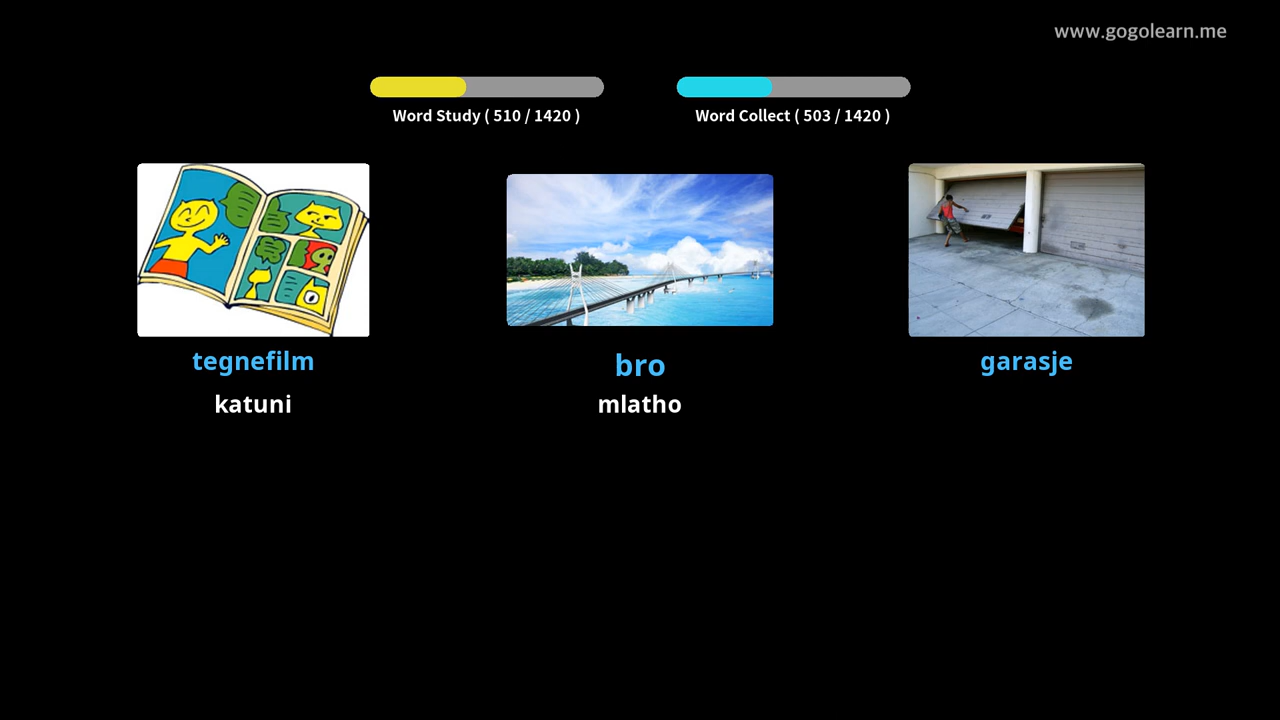 www.gogolearn.me
Word Study ( 510 / 1420 )
Word Collect ( 503 / 1420 )
tegnefilm
bro
garasje
katuni
mlatho